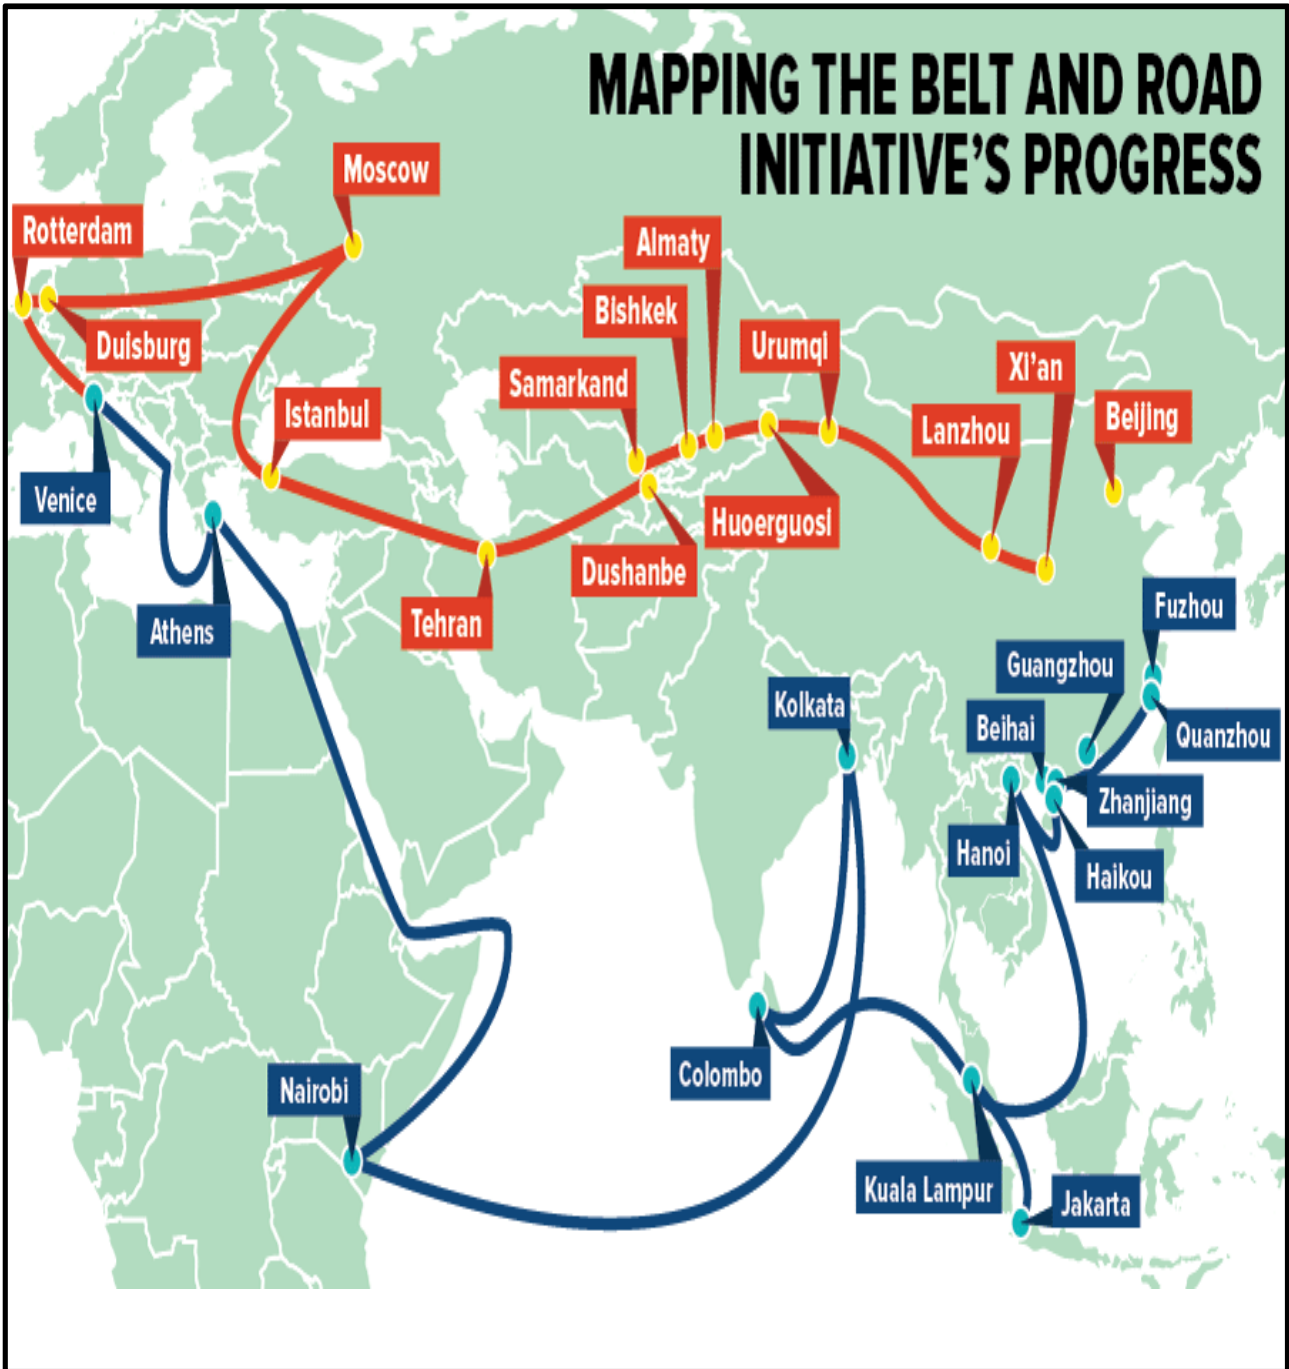 MAPPING THE BELT AND ROAD
INITIATIVE'S PROGRESS
Moscow
Rotterdam
Almaty
Bishkek
Duisburg
Urumqi
Samarkand
Xi'an
Istanbul
Beijing
Lanzhou
Venice
Huoerguosi
Dushanbe
Tehran
Athens
Fuzhou
Guangzhou
Kolkata
Beihai
Quanzhou
Zhanjiang
Hanoi
Haikou
Colombo
Nairobi
Kuala Lampur
Jakarta